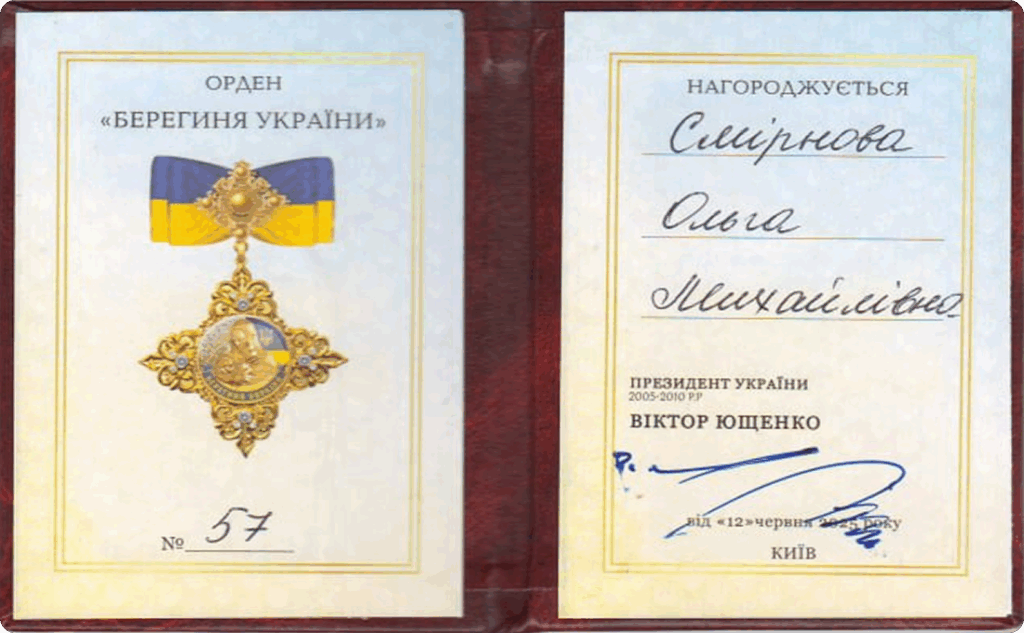 ОРДЕН
«БЕРЕГИНЯ УКРАЇНИ»
№ 57
НАГОРОДЖУЄТЬСЯ
Смірнова
Ольга
Михайлівна
ПРЕЗИДЕНТ УКРАЇНИ
2005-2010 Р.Р
ВІКТОР ЮЩЕНКО
від «12»червня 2025 року
КИЇВ